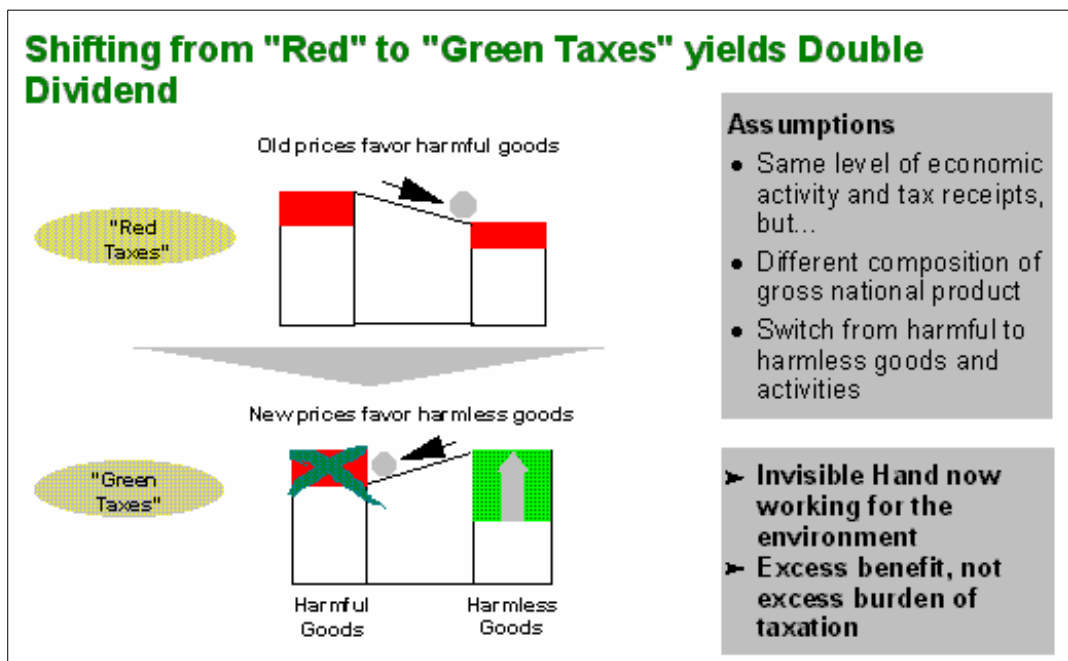 Shifting from "Red" to "Green Taxes" yields Double
Dividend
Old prices favor harmful goods
"Red
Taxes"
New prices favor harmless goods
"Green
Taxes"
Harmful
Goods
Harmless
Goods
Assumptions
• Same level of economic
activity and tax receipts,
but...
• Different composition of
gross national product
• Switch from harmful to
harmless goods and
activities
➢ Invisible Hand now
working for the
environment
➢ Excess benefit, not
excess burden of
taxation